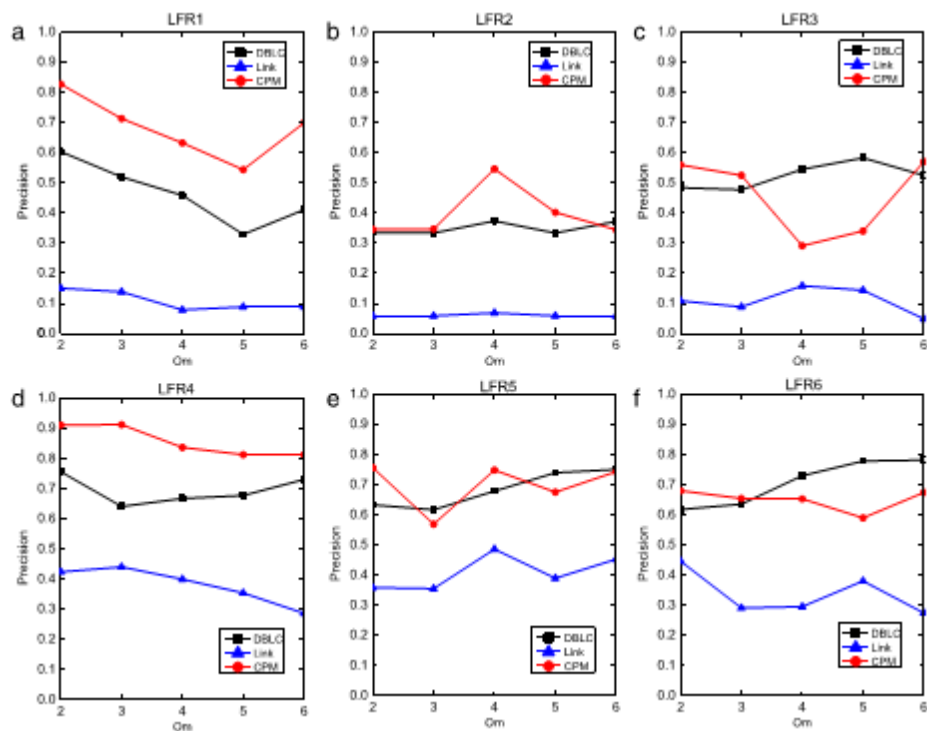 a
LFR1
1.0
0.9
0.8
0.7
0.6
0.5
0.4
0.3
0.2
0.1
0.0
Precision
DBLC
Link
CPM
2 3 4 5 6
Om
b
LFR2
1.0
0.9
0.8
0.7
0.6
0.5
0.4
0.3
0.2
0.1
0.0
Precision
DBLC
Link
CPM
2 3 4 5 6
Om
c
LFR3
1.0
0.9
0.8
0.7
0.6
0.5
0.4
0.3
0.2
0.1
0.0
Precision
DBLC
Link
CPM
2 3 4 5 6
Om
d
LFR4
1.0
0.9
0.8
0.7
0.6
0.5
0.4
0.3
0.2
0.1
0.0
Precision
DBLC
Link
CPM
2 3 4 5 6
Om
e
LFR5
1.0
0.9
0.8
0.7
0.6
0.5
0.4
0.3
0.2
0.1
0.0
Precision
DBLC
Link
CPM
2 3 4 5 6
Om
f
LFR6
1.0
0.9
0.8
0.7
0.6
0.5
0.4
0.3
0.2
0.1
0.0
Precision
DBLC
Link
CPM
2 3 4 5 6
Om